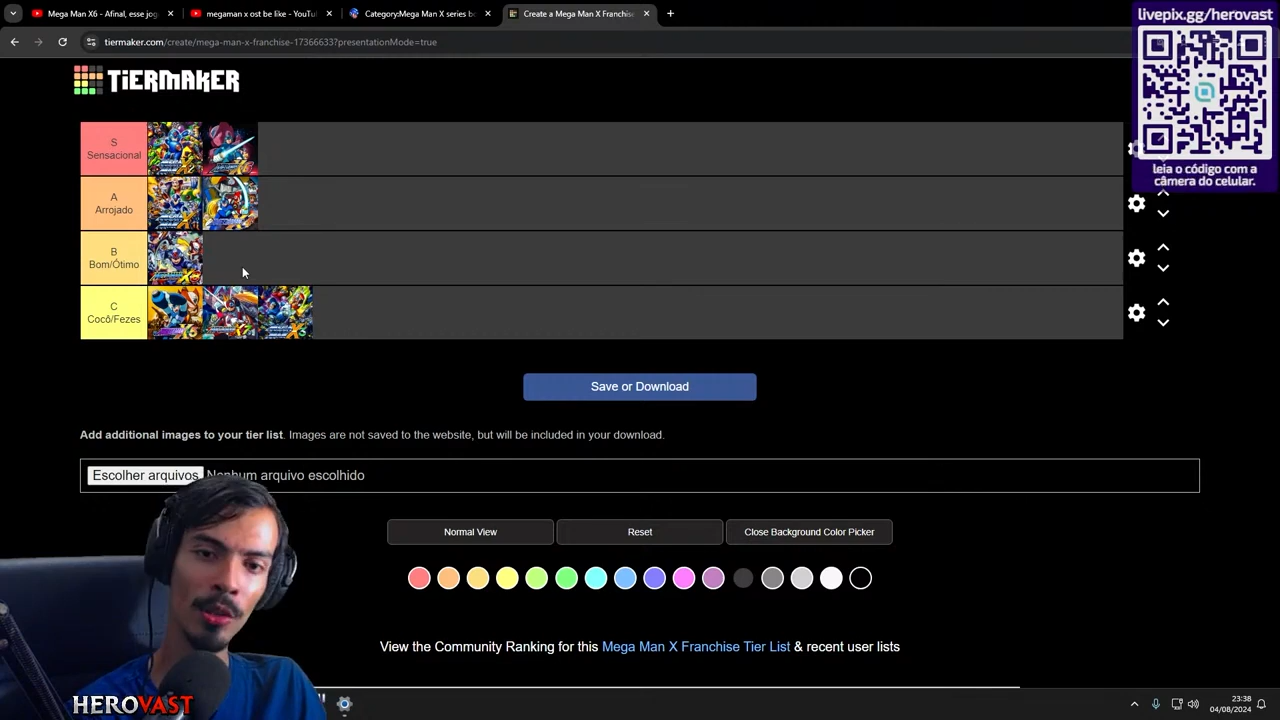 Mega Man X6 - Afinal, esse jog
megaman x ost be like - YouTu
Category:Mega Man X series bo
Create a Mega Man X Franchise
livepix.gg/herovast
tiermaker.com/create/mega-man-x-franchise-17366633?presentationMode=true
TiERMAKER
leia o código com a
câmera do celular.
S
Sensacional
A
Arrojado
B
Bom/Ótimo
C
Cocô/Fezes
Save or Download
Add additional images to your tier list. Images are not saved to the website, but will be included in your download.
Escolher arquivos
Nenhum arquivo escolhido
Normal View
Reset
Close Background Color Picker
View the Community Ranking for this Mega Man X Franchise Tier List & recent user lists
HEROVAST
23:38
04/08/2024